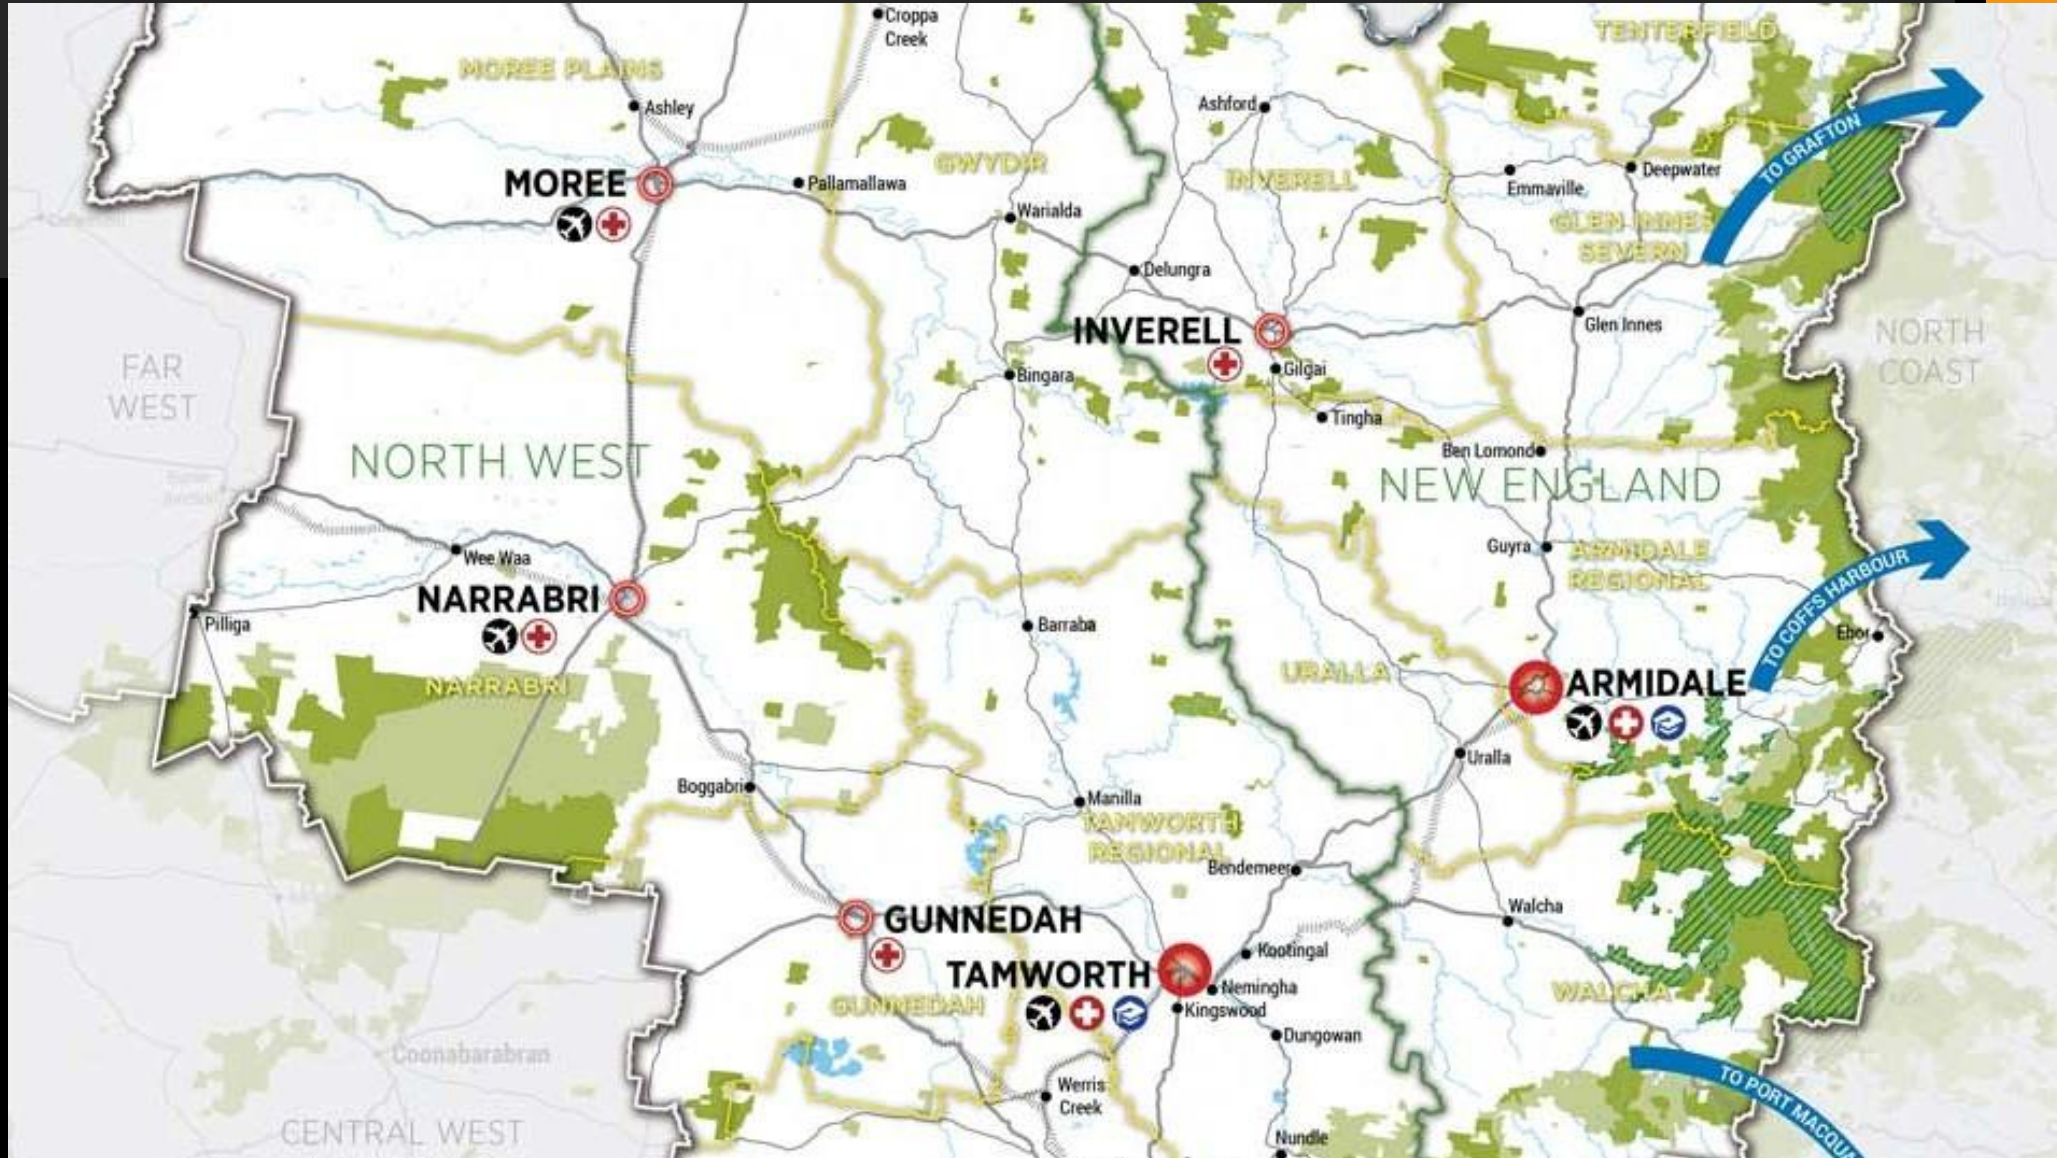 Croppa
Creek
TENTERFIELD
MOREE PLAINS
Ashley
Ashford
TO GRAFTON
GWYDIR
INVERELL
Deepwater
MOREE
Pallamallawa
Emmaville
Warialda
GLEN INNES
SEVERN
Delungra
INVERELL
Glen Innes
NORTH
COAST
FAR
WEST
Bingara
Gilgai
Tingha
NORTH WEST
Ben Lomond
NEW ENGLAND
Guyra
ARMIDALE
REGIONAL
TO COFFS HARBOUR
Wee Waa
NARRABRI
Pilliga
Barraba
Ebor
URALLA
NARRABRI
ARMIDALE
Uralla
Boggabri
Manilla
TAMWORTH
REGIONAL
Bendemeer
GUNNEDAH
Walcha
Kootingal
TAMWORTH
Nemingha
WALCHA
GUNNEDAH
Kingswood
Dungowan
Coonabarabran
TO PORT MACQUA
Werris
Creek
CENTRAL WEST
Nundle